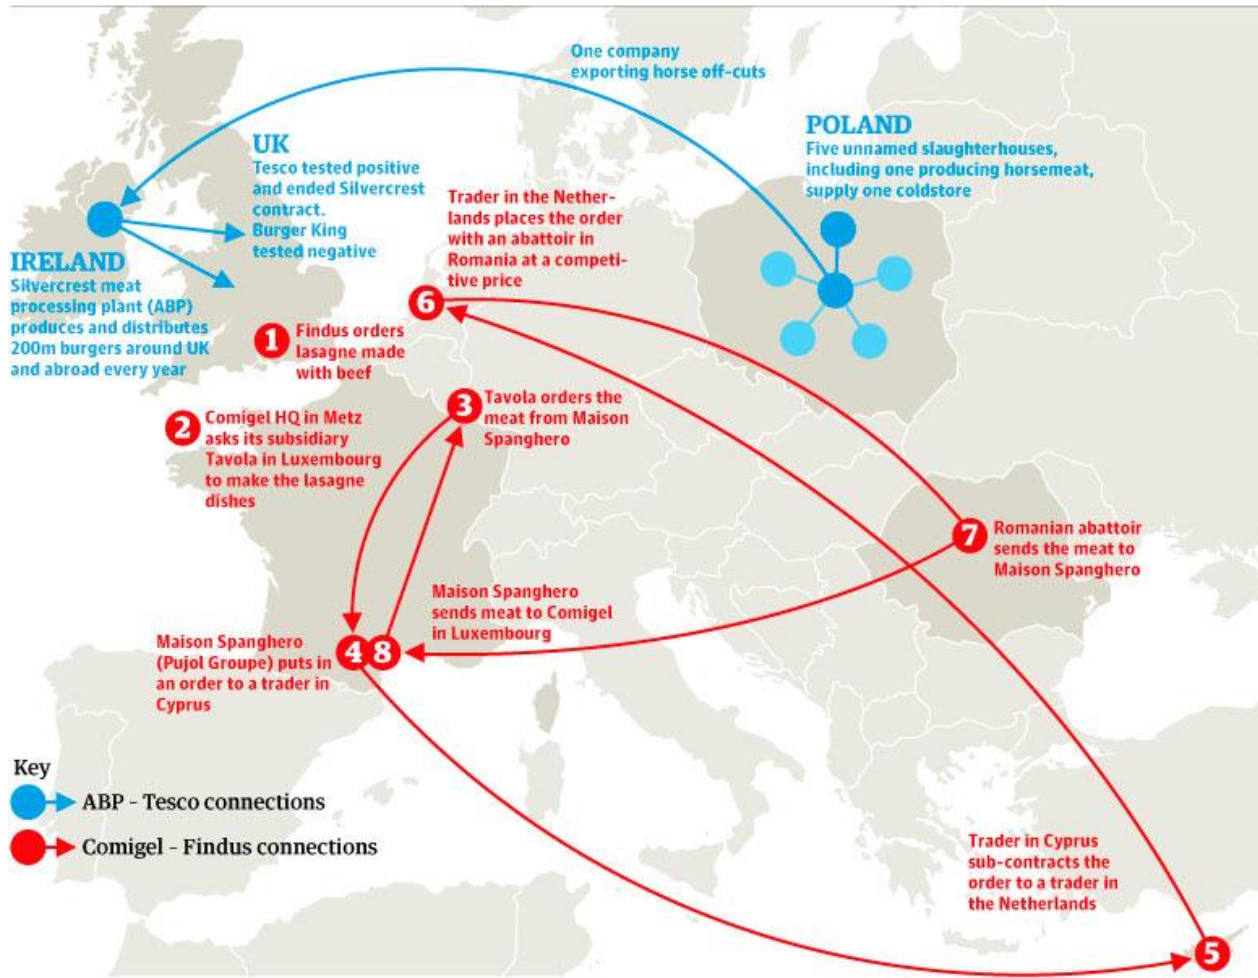 One company
exporting horse off-cuts
POLAND
Five unnamed slaughterhouses,
including one producing horsemeat,
supply one coldstore
UK
Tesco tested positive
and ended Silvercrest
contract.
Burger King
tested negative
IRELAND
Silvercrest meat
processing plant (ABP)
produces and distributes
200m burgers around UK
and abroad every year
Trader in the Nether-
lands places the order
with an abattoir in
Romania at a competi-
tive price
6
1
Findus orders
lasagne made
with beef
2
Comigel HQ in Metz
asks its subsidiary
Tavola in Luxembourg
to make the lasagne
dishes
3
Tavola orders the
meat from Maison
Spanghero
7
Romanian abattoir
sends the meat to
Maison Spanghero
Maison Spanghero
sends meat to Comigel
in Luxembourg
4 8
Maison Spanghero
(Pujol Groupe) puts in
an order to a trader in
Cyprus
Key
ABP - Tesco connections
Comigel - Findus connections
Trader in Cyprus
sub-contracts the
order to a trader in
the Netherlands
5